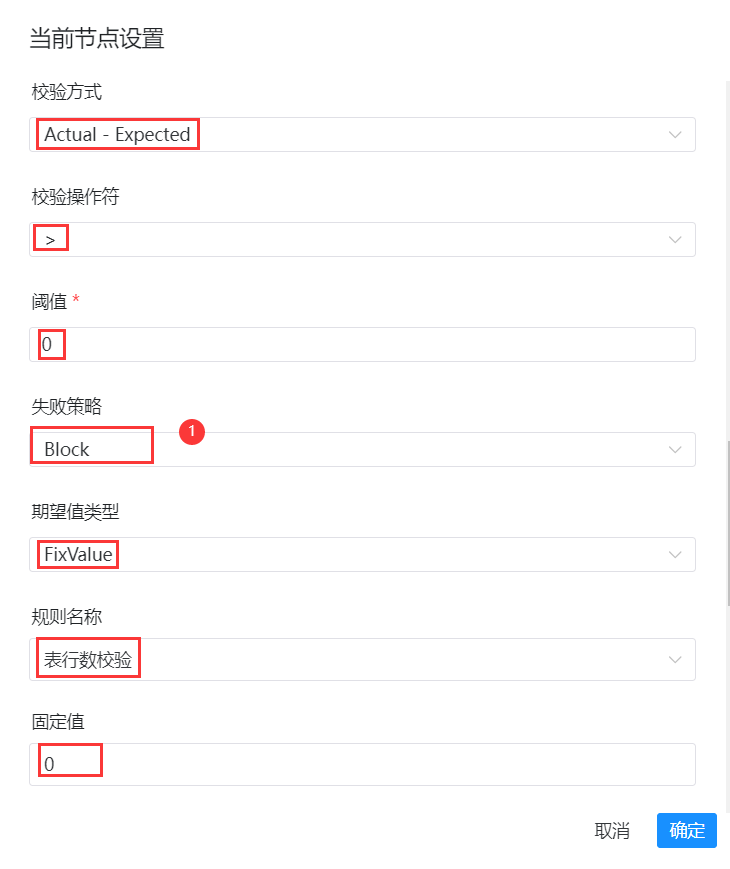 当前节点设置
校验方式
Actual - Expected
校验操作符
>
阈值 *
0
失败策略
1
Block
期望值类型
FixValue
规则名称
表行数校验
固定值
0
取消 确定